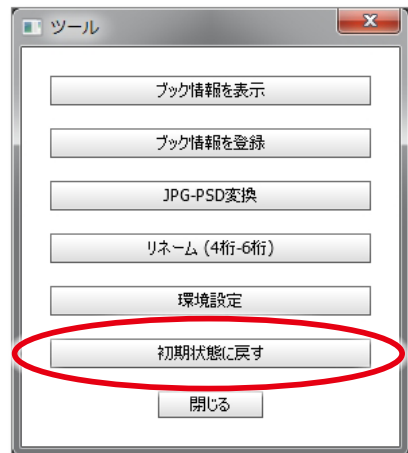 ツール
ブック情報を表示
ブック情報を登録
JPG-PSD変換
リネーム (4桁-6桁)
環境設定
初期状態に戻す
閉じる